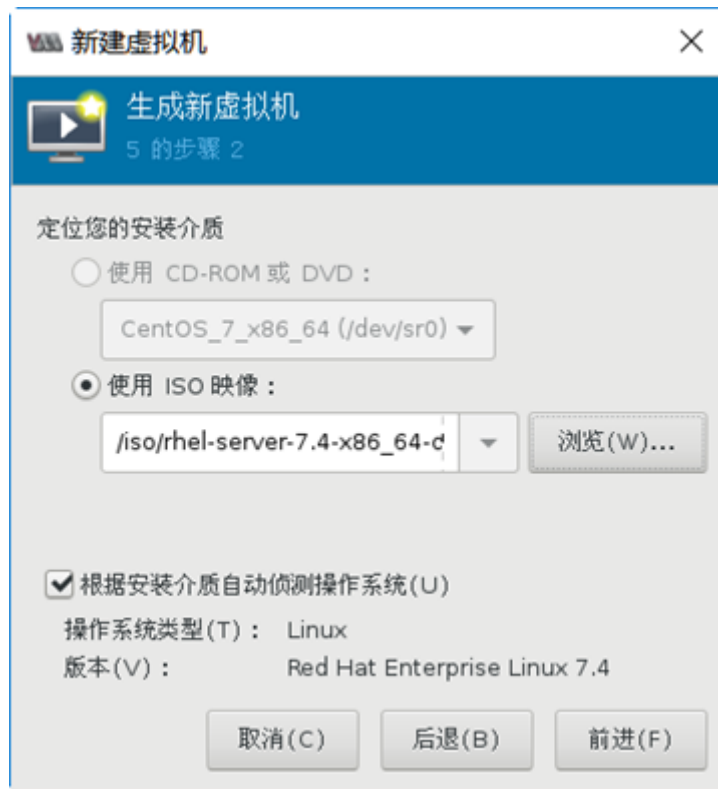 新建虚拟机
生成新虚拟机
5 的步骤 2
定位您的安装介质
使用 CD-ROM 或 DVD：
CentOS_7_x86_64 (/dev/sr0)
使用 ISO 映像：
/iso/rhel-server-7.4-x86_64-d
浏览(W)...
根据安装介质自动侦测操作系统(U)
操作系统类型(T)： Linux
版本(V)： Red Hat Enterprise Linux 7.4
取消(C) 后退(B) 前进(F)